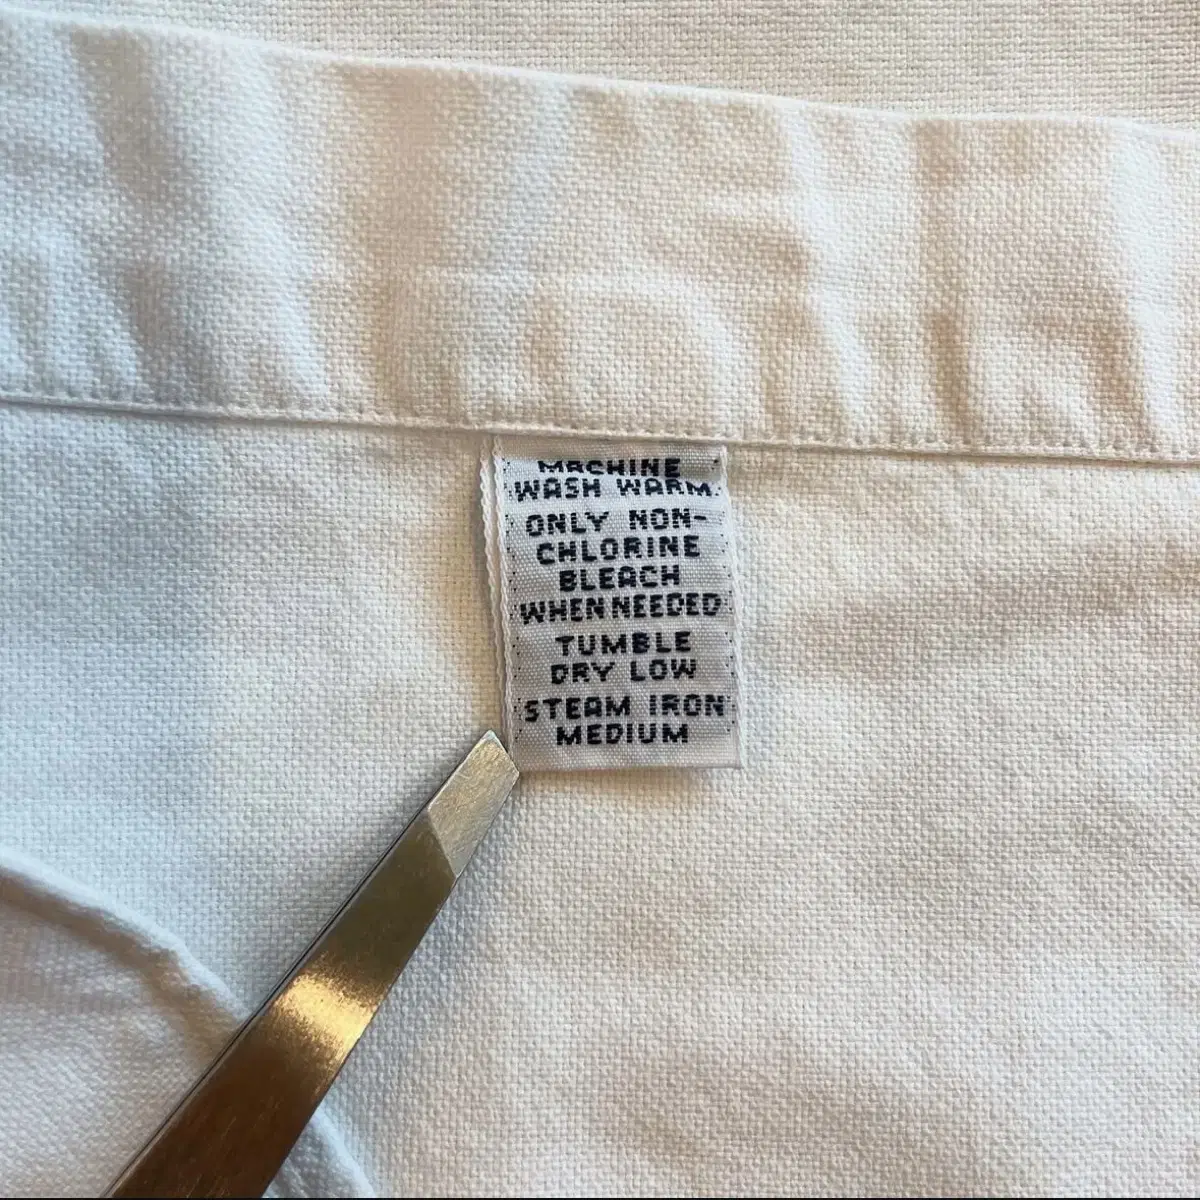 MACHINE
WASH WARM.
ONLY NON-
CHLORINE
BLEACH
WHEN NEEDED
TUMBLE
DRY LOW
STEAM IRON
MEDIUM